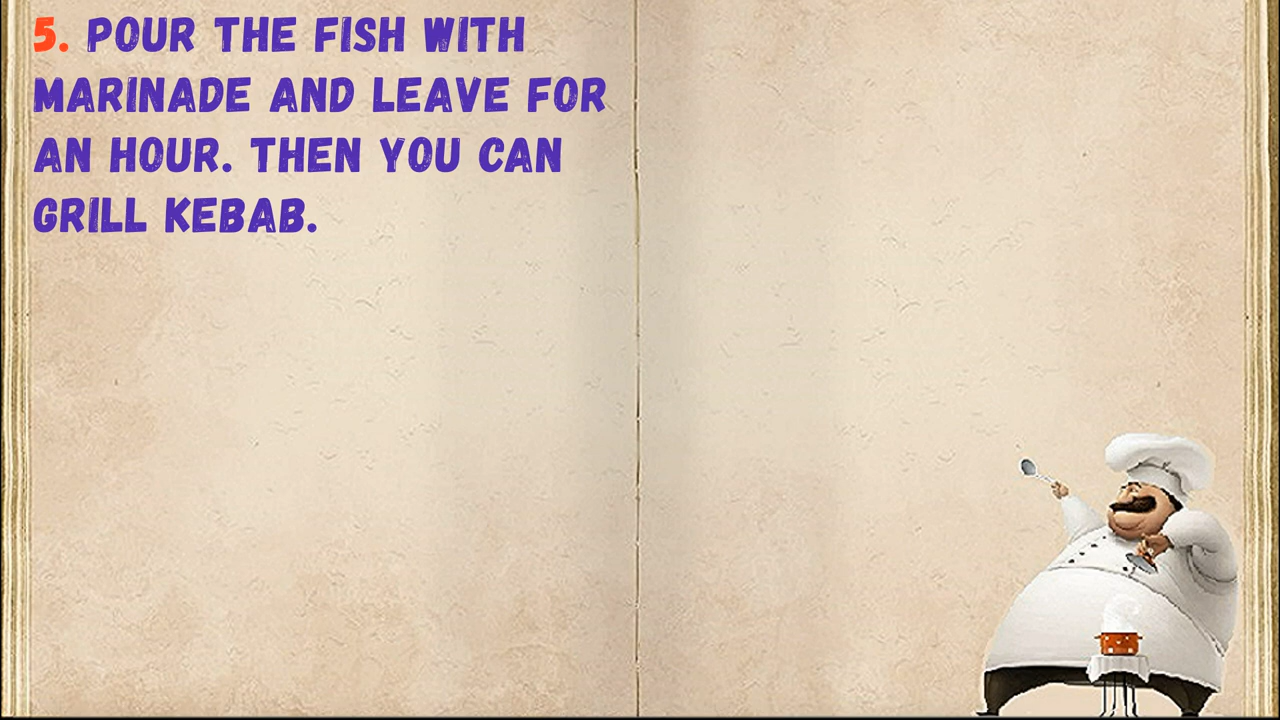 5. POUR THE FISH WITH
MARINADE AND LEAVE FOR
AN HOUR. THEN YOU CAN
GRILL KEBAB.